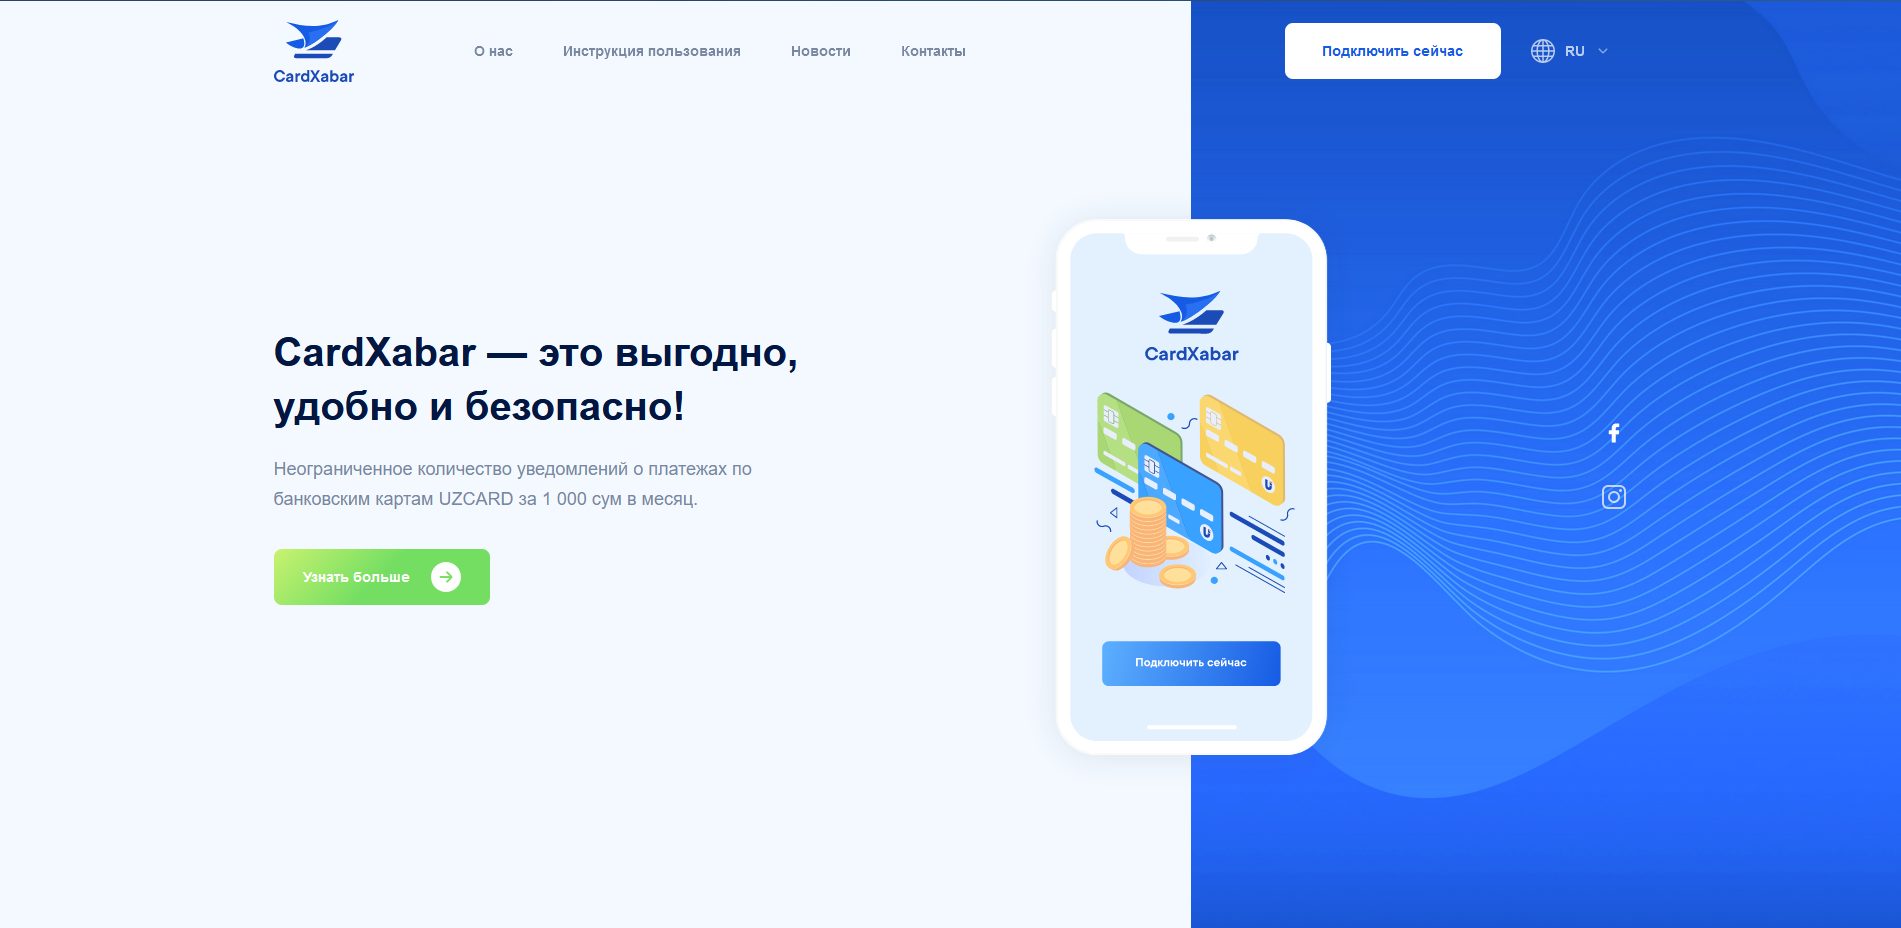 CardXabar
О нас
Инструкция пользования
Новости
Контакты
Подключить сейчас
RU
CardXabar — это выгодно,
удобно и безопасно!
Неограниченное количество уведомлений о платежах по
банковским картам UZCARD за 1 000 сум в месяц.
Узнать больше
CardXabar
Подключить сейчас